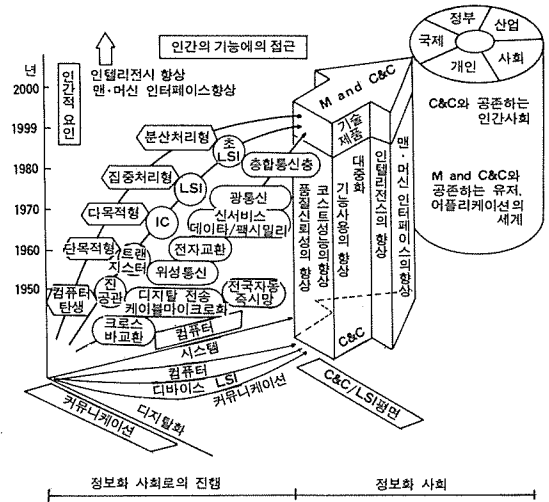 인간의 기능에의 접근
정부
산업
국제
개인
사회
년
인간적 요인
인텔리전시 향상
맨·머신 인터페이스향상
2000
1999
1980
1970
1960
1950
M and C&C
기술
제품
C&C와 공존하는
인간사회
M and C&C와
공존하는 유저,
어플리케이션의
세계
분산처리형
초
LSI
집중처리형
LSI
종합통신충
다목적형
IC
광통신
신서비스
데이타/팩시밀리
단목적형
트랜
지스터
전자교환
위성통신
컴퓨터
탄생
진
공관
디지탈 전송
케이블마이크로화
전국자동
즉시망
크로스
바교환
품질신뢰성의 향상
코스트성능의 향상
기능사용의 향상
대중화
인텔리전스의 향상
맨·머신 인터페이스의향상
C&C
컴퓨터
시스템
컴퓨터
디바이스 LSI
커뮤니케이션
디지탈화
커뮤니케이션
C&C/LSI평면
정보화 사회로의 진행
정보화 사회